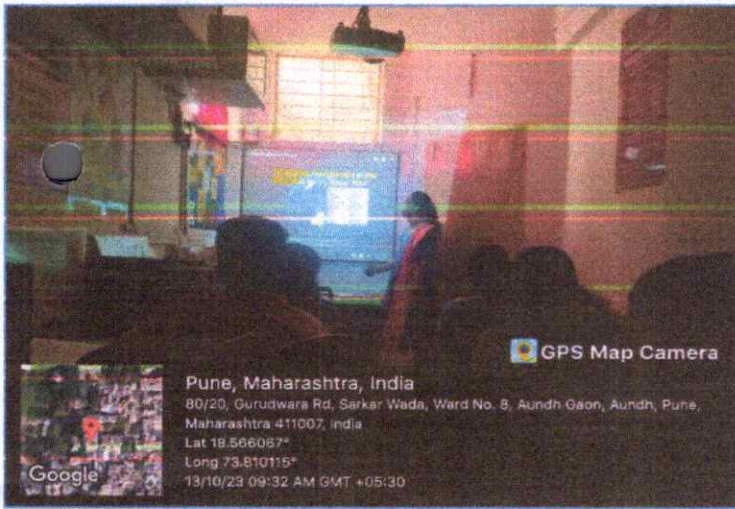 GPS Map Camera
Pune, Maharashtra, India
80/20, Gurudwara Rd, Sarkar Wada, Ward No. 8, Aundh Gaon, Aundh, Pune,
Maharashtra 411007, India
Lat 18.566067°
Long 73.810115°
13/10/23 09:32 AM GMT +05:30
Google